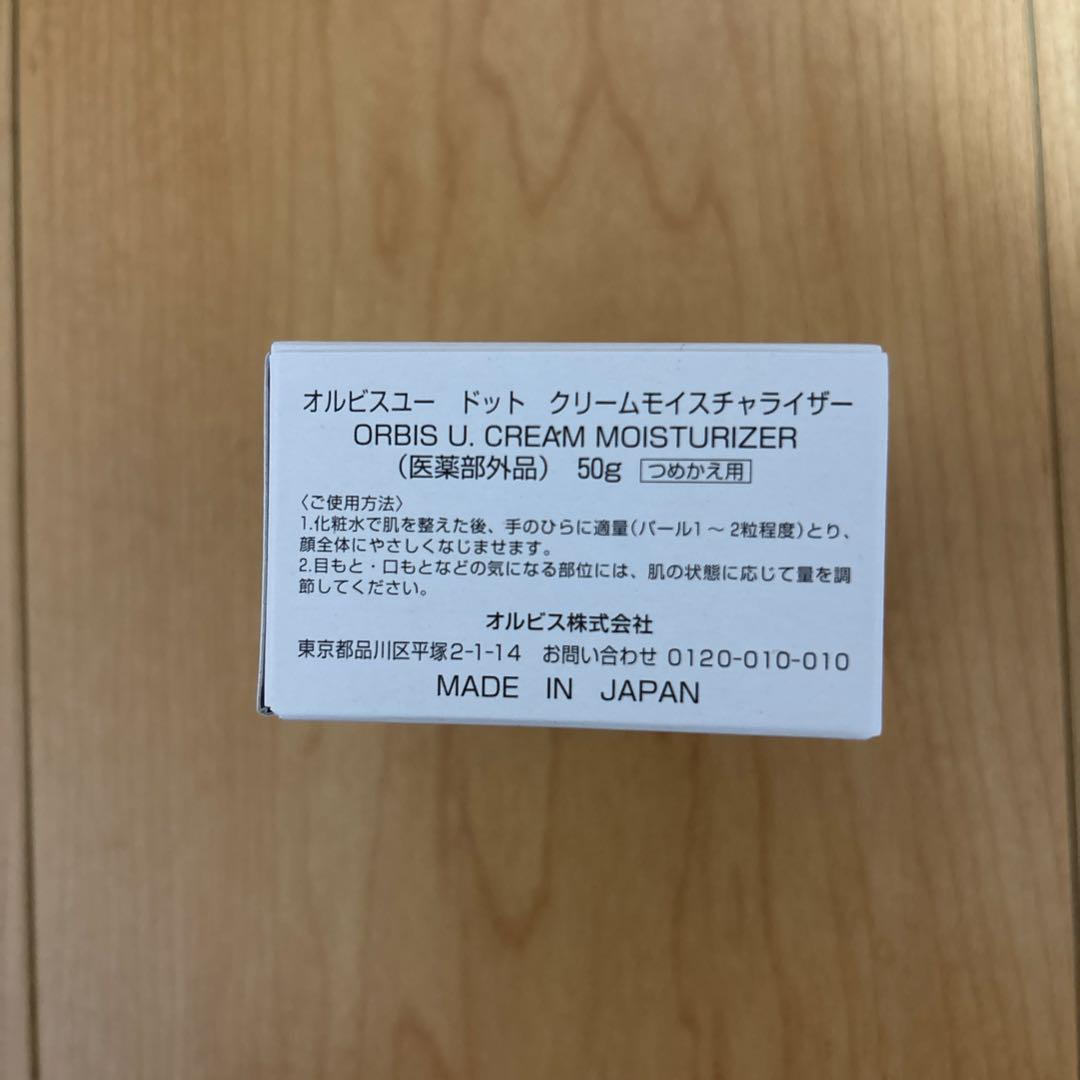 オルビスユー ドット クリームモイスチャライザー
ORBIS U. CREAM MOISTURIZER
（医薬部外品） 50g つめかえ用
〈ご使用方法〉
1.化粧水で肌を整えた後、手のひらに適量（パール1～2粒程度）とり、
顔全体にやさしくなじませます。
2.目もと・口もとなどの気になる部位には、肌の状態に応じて量を調
節してください。
オルビス株式会社
東京都品川区平塚2-1-14 お問い合わせ 0120-010-010
MADE IN JAPAN